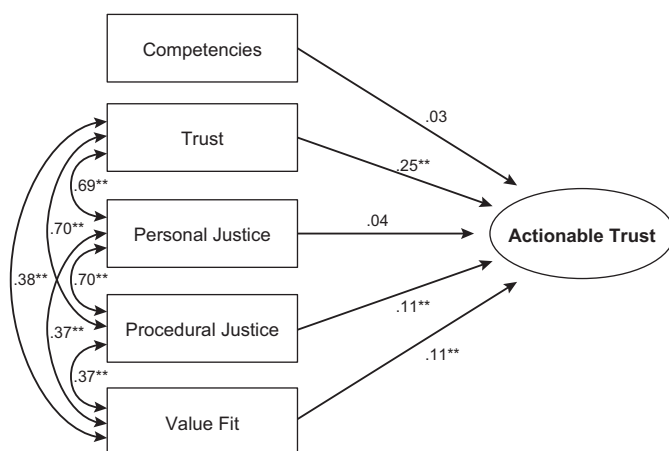 Competencies
.03
Trust
.25**
.69**
Personal Justice
.04
Actionable Trust
.70**
.38**
.70**
Procedural Justice
.11**
.37**
.11**
.37**
Value Fit